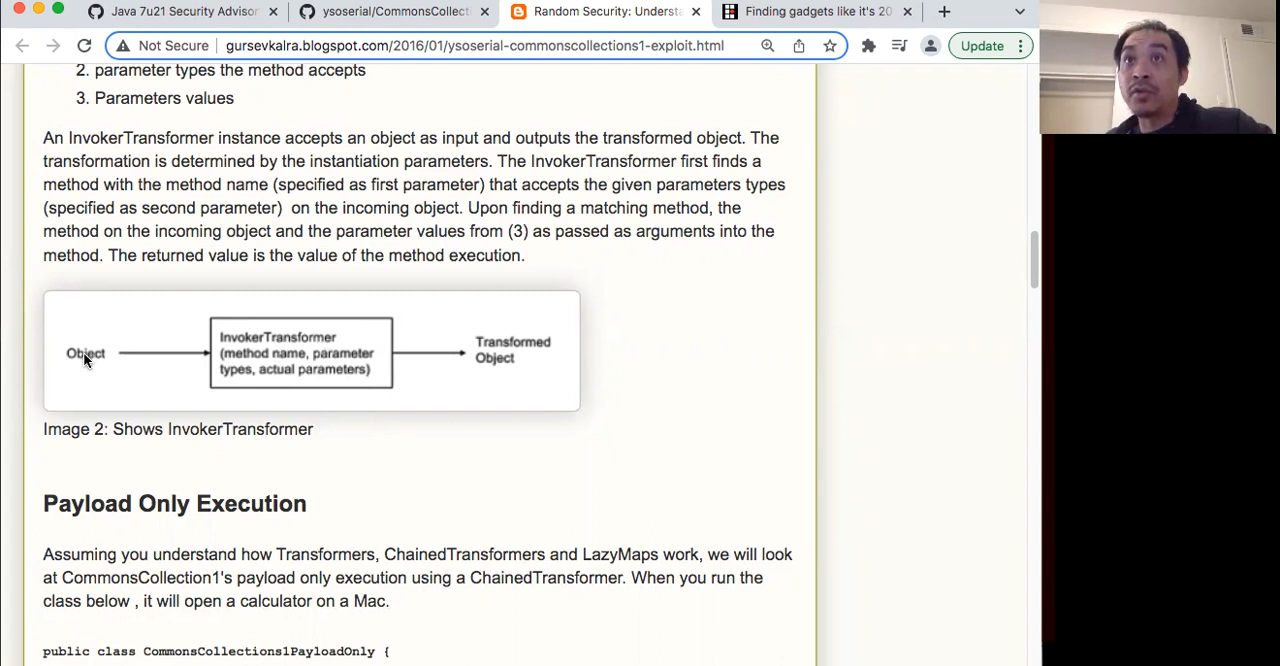 Java 7u21 Security Advisor
ysoserial/CommonsCollecti
Random Security: Underst
Finding gadgets like it's 20
Not Secure
gursevkalra.blogspot.com/2016/01/ysoserial-commonscollections1-exploit.html
Update
2. parameter types the method accepts
3. Parameters values
An InvokerTransformer instance accepts an object as input and outputs the transformed object. The
transformation is determined by the instantiation parameters. The InvokerTransformer first finds a
method with the method name (specified as first parameter) that accepts the given parameters types
(specified as second parameter) on the incoming object. Upon finding a matching method, the
method on the incoming object and the parameter values from (3) as passed as arguments into the
method. The returned value is the value of the method execution.
Object
InvokerTransformer
(method name, parameter
types, actual parameters)
Transformed
Object
Image 2: Shows InvokerTransformer
Payload Only Execution
Assuming you understand how Transformers, ChainedTransformers and LazyMaps work, we will look
at CommonsCollection1's payload only execution using a ChainedTransformer. When you run the
class below , it will open a calculator on a Mac.
public class CommonsCollections1PayloadOnly {